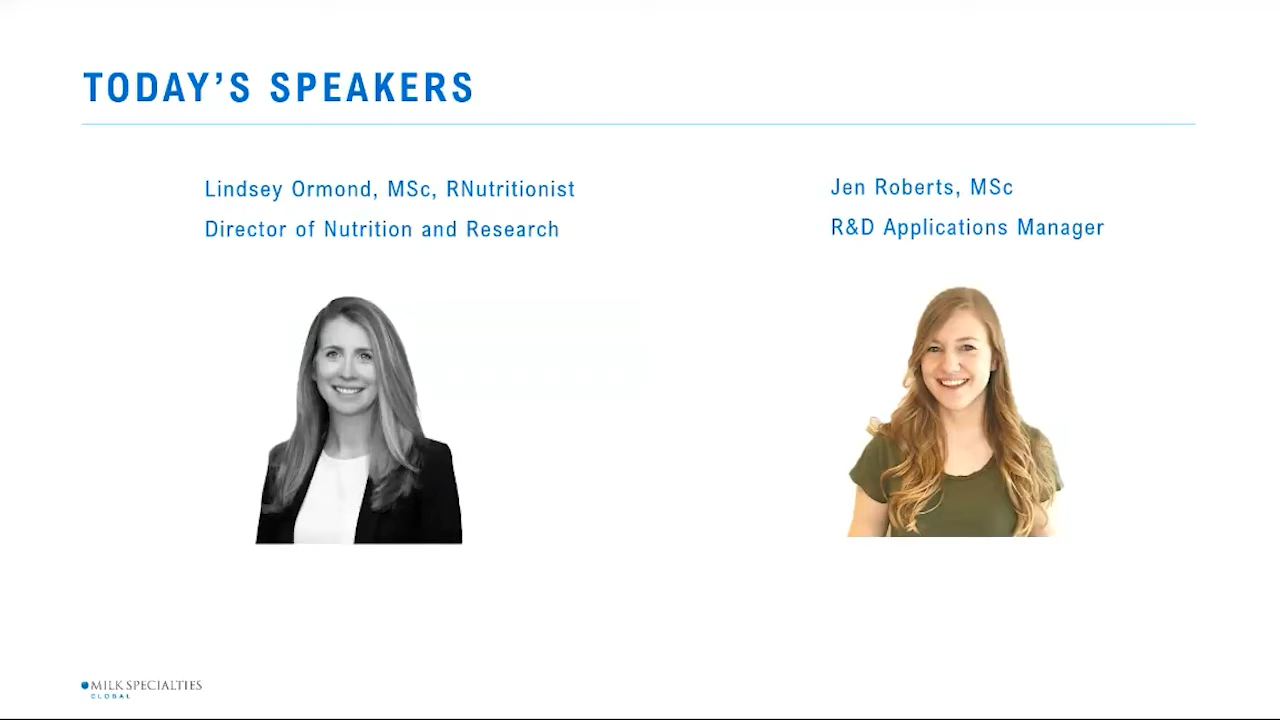 TODAY'S SPEAKERS
Lindsey Ormond, MSc, RNutritionist
Director of Nutrition and Research
Jen Roberts, MSc
R&D Applications Manager
MILK SPECIALTIES
GLOBAL